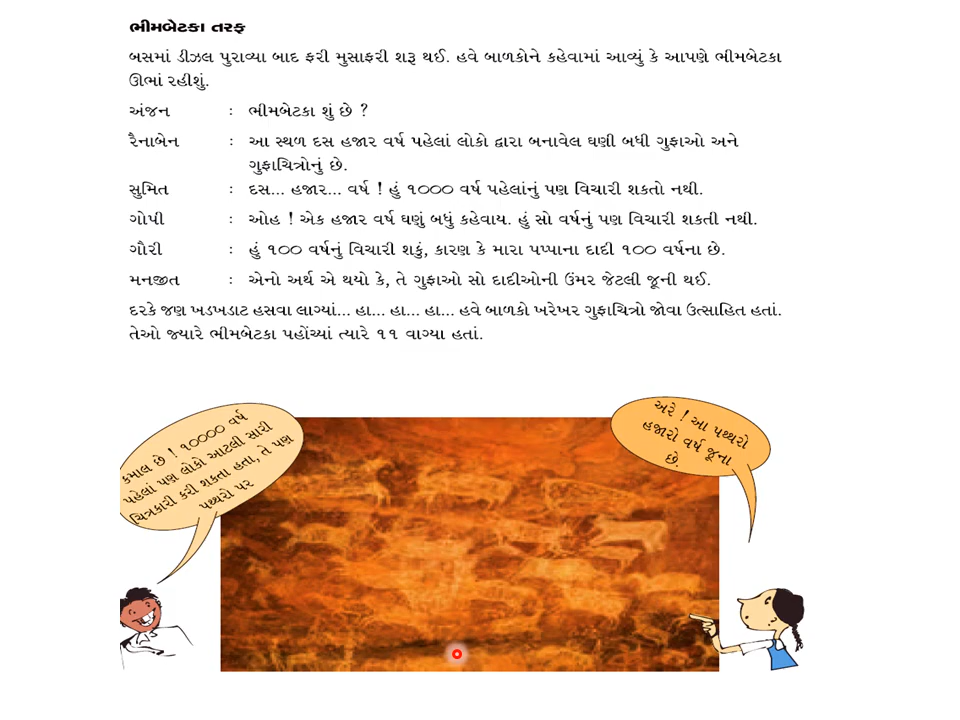 ભીમબેટકા તરફ
બસમાં ડીઝલ પુરાવ્યા બાદ ફરી મુસાફરી શરૂ થઈ. હવે બાળકોને કહેવામાં આવ્યું કે આપણે ભીમબેટકા
ઊભાં રહીશું.
અંજન : ભીમબેટકા શું છે ?
રૈનાબેન : આ સ્થળ દસ હજાર વર્ષ પહેલાં લોકો દ્વારા બનાવેલ ઘણી બધી ગુફાઓ અને
ગુફાચિત્રોનું છે.
સુમિત : દસ... હજાર... વર્ષ ! હું ૧૦૦૦ વર્ષ પહેલાંનું પણ વિચારી શકતો નથી.
ગોપી : ઓહ ! એક હજાર વર્ષ ઘણું બધું કહેવાય. હું સો વર્ષનું પણ વિચારી શકતી નથી.
ગૌરી : હું ૧૦૦ વર્ષનું વિચારી શકું, કારણ કે મારા પપ્પાના દાદી ૧૦૦ વર્ષના છે.
મનજીત : એનો અર્થ એ થયો કે, તે ગુફાઓ સો દાદીઓની ઉંમર જેટલી જૂની થઈ.
દરકે જણ ખડખડાટ હસવા લાગ્યાં... હા... હા... હા... હવે બાળકો ખરેખર ગુફાચિત્રો જોવા ઉત્સાહિત હતાં.
તેઓ જ્યારે ભીમબેટકા પહોંચ્યાં ત્યારે ૧૧ વાગ્યા હતાં.
કમાલ છે ! ૧૦૦૦૦ વર્ષ
પહેલાં પણ લોકો આટલી સારી
ચિત્રકારી કરી શકતા હતા, તે પણ
પથ્થરો પર
અરે ! આ પથ્થરો
હજારો વર્ષ જૂના
છે.